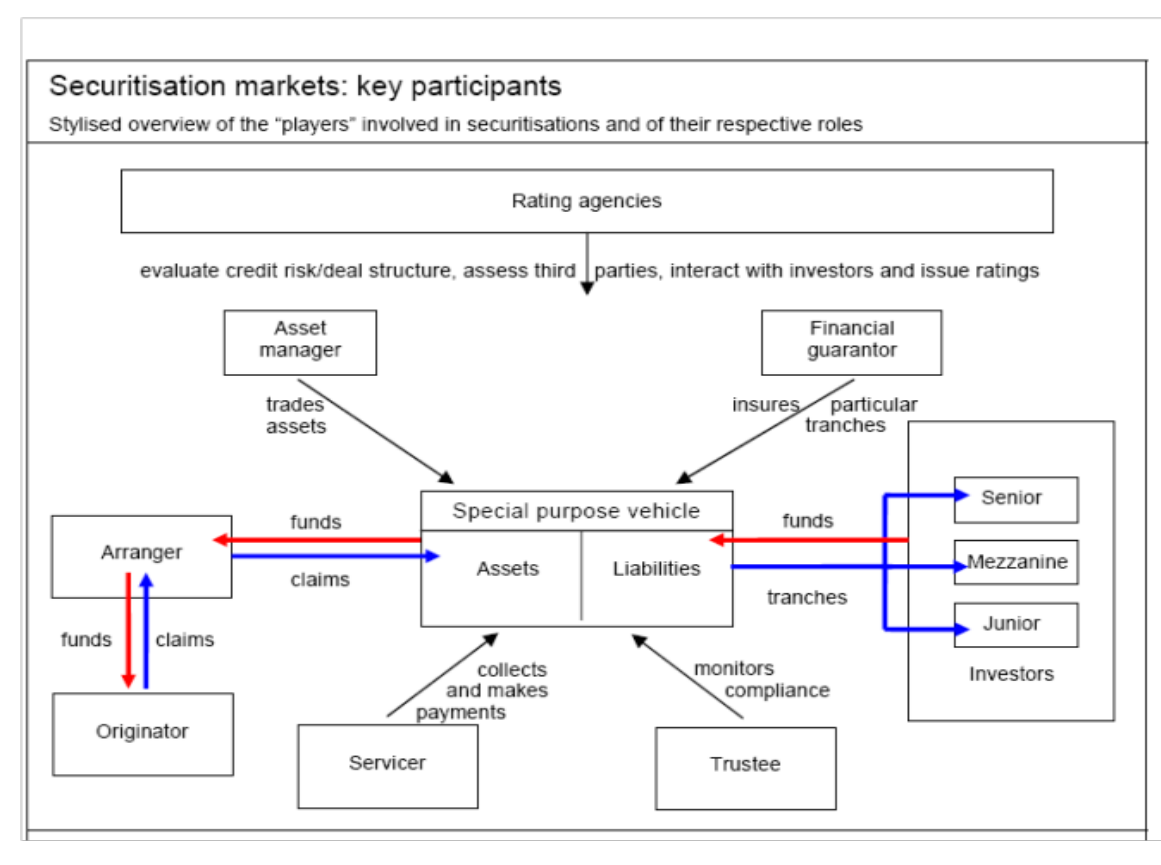 Securitisation markets: key participants
Stylised overview of the “players” involved in securitisations and of their respective roles
Rating agencies
evaluate credit risk/deal structure, assess third parties, interact with investors and issue ratings
Asset
manager
Financial
guarantor
trades
assets
insures particular
tranches
Special purpose vehicle
Assets
Liabilities
funds
claims
Arranger
funds
claims
Originator
funds
tranches
Senior
Mezzanine
Junior
Investors
collects
and makes
payments
monitors
compliance
Servicer
Trustee